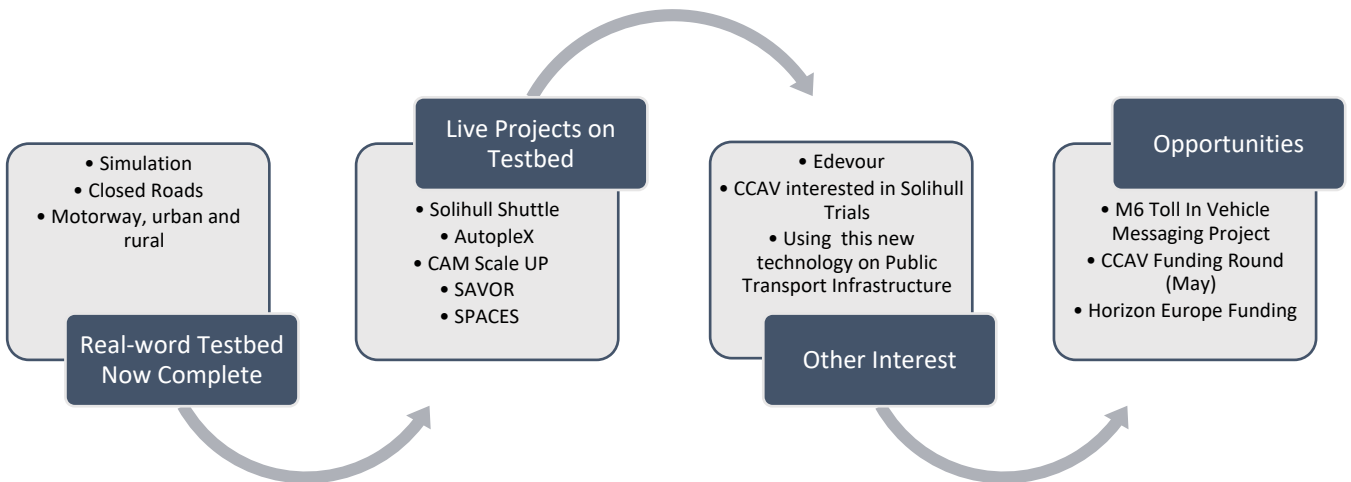 • Simulation
• Closed Roads
• Motorway, urban and
rural
Real-word Testbed
Now Complete
Live Projects on
Testbed
• Solihull Shuttle
• AutopleX
• CAM Scale UP
• SAVOR
• SPACES
• Edevour
• CCAV interested in Solihull
Trials
• Using this new
technology on Public
Transport Infrastructure
Other Interest
Opportunities
• M6 Toll In Vehicle
Messaging Project
• CCAV Funding Round
(May)
• Horizon Europe Funding